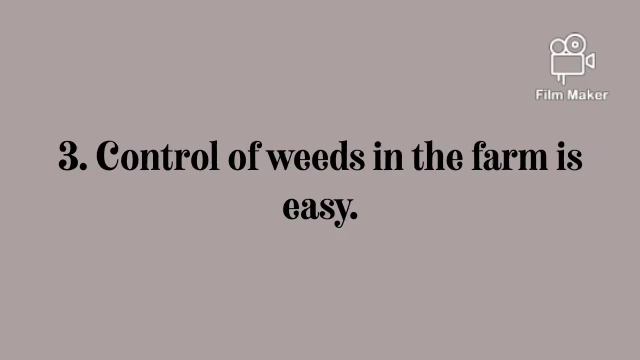 Film Maker
3. Control of weeds in the farm is
easy.